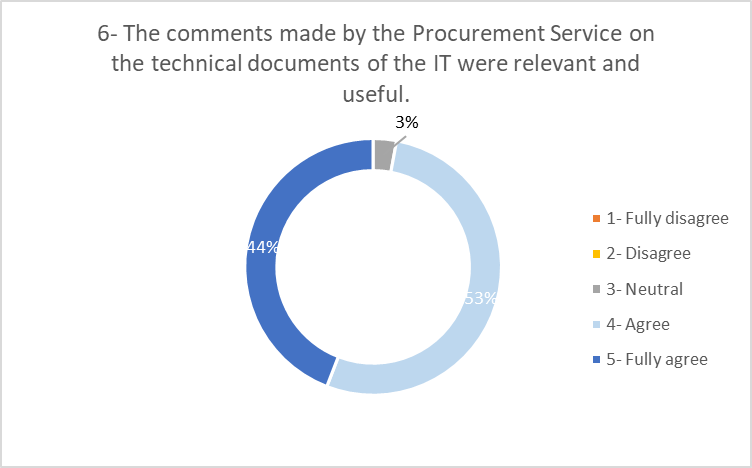 6- The comments made by the Procurement Service on
the technical documents of the IT were relevant and
useful.
3%
44%
53%
1- Fully disagree
2- Disagree
3- Neutral
4- Agree
5- Fully agree